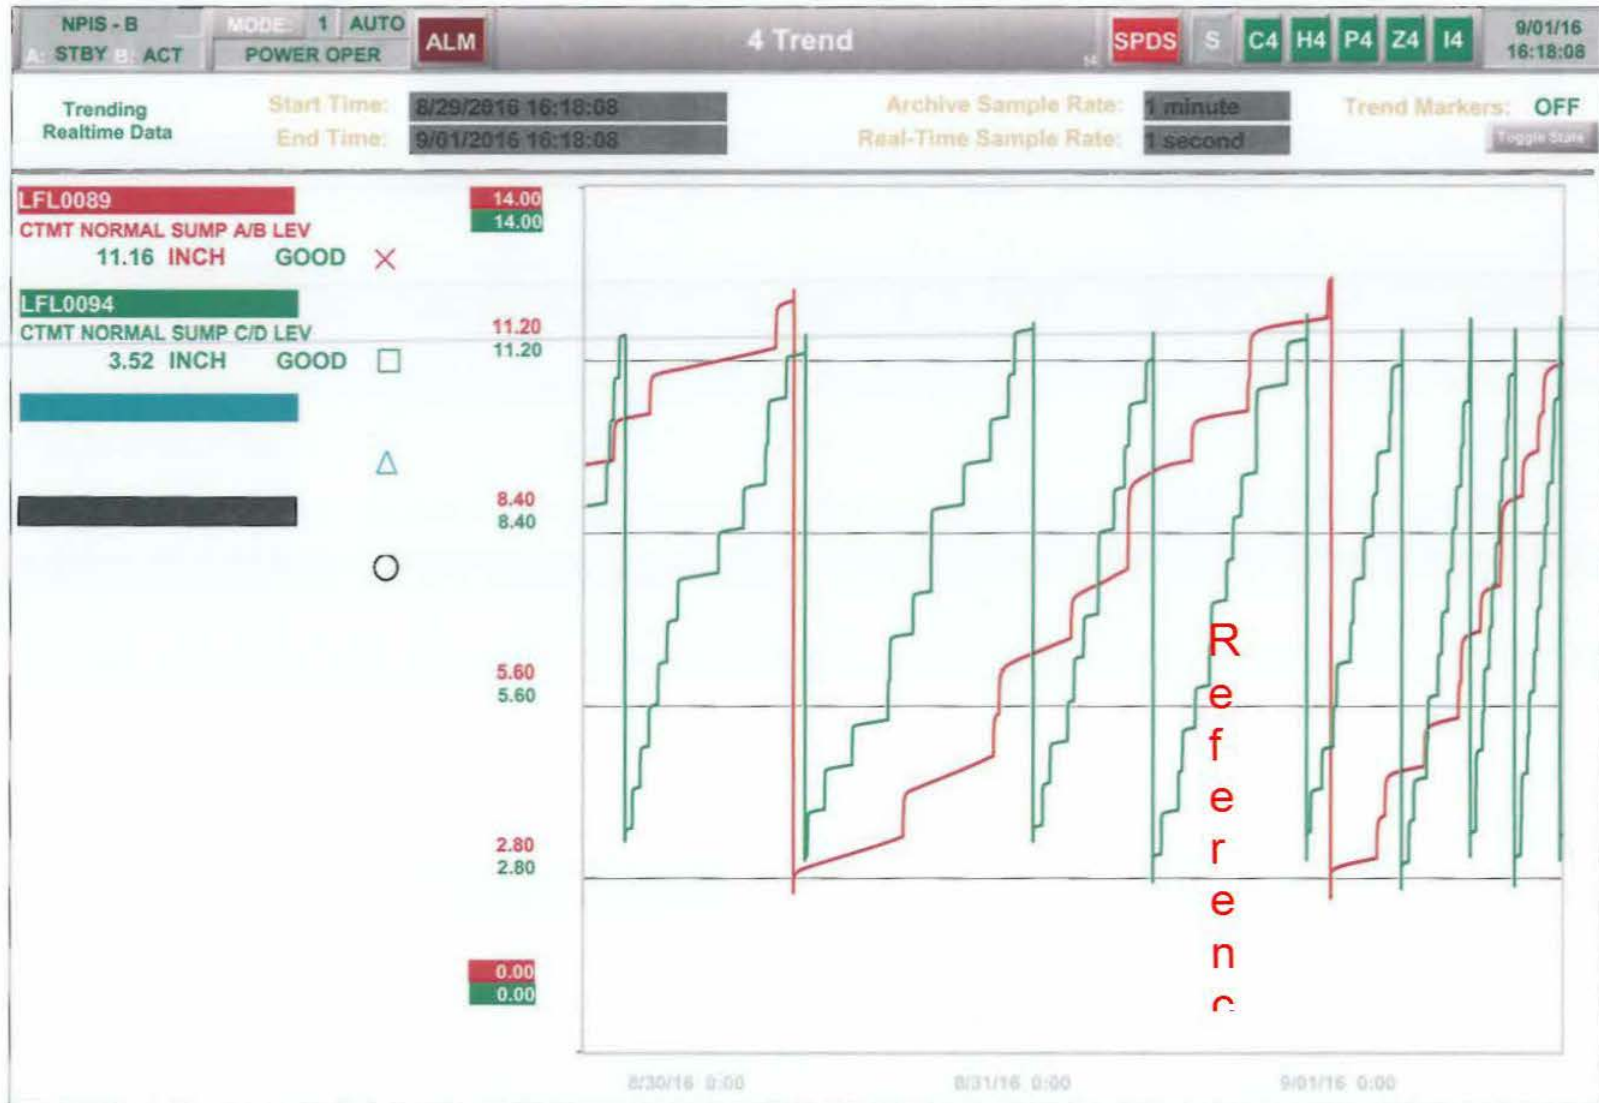 NPIS - B
MODE: 1 AUTO
A: STBY B: ACT
POWER OPER
ALM
4 Trend
SPDS
S
C4
H4
P4
Z4
I4
9/01/16
16:18:08
Trending
Realtime Data
Start Time: 8/29/2016 16:18:08
End Time: 9/01/2016 16:18:08
Archive Sample Rate: 1 minute
Real-Time Sample Rate: 1 second
Trend Markers: OFF
Toggle State
LFL0089
CTMT NORMAL SUMP A/B LEV
11.16 INCH GOOD
LFL0094
CTMT NORMAL SUMP C/D LEV
3.52 INCH GOOD
14.00
14.00
11.20
11.20
8.40
8.40
5.60
5.60
2.80
2.80
0.00
0.00
R
e
f
e
r
e
n
c
8/30/16 0:00
8/31/16 0:00
9/01/16 0:00